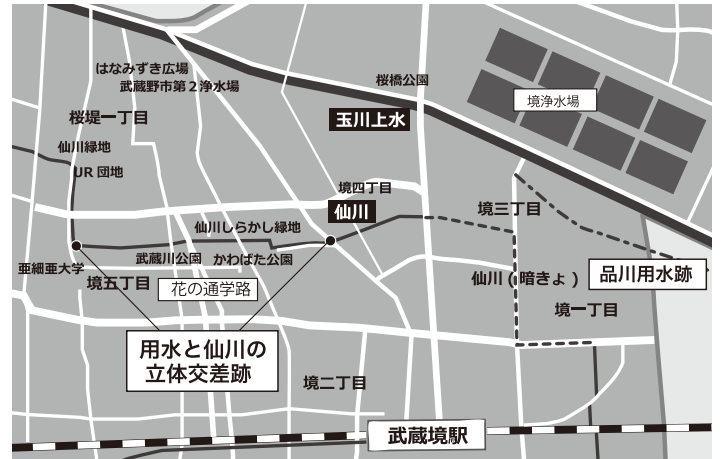 はなみずき広場
武蔵野市第２浄水場
桜橋公園
境浄水場
桜堤一丁目
玉川上水
仙川緑地
UR 団地
境四丁目
仙川
境三丁目
仙川しらかし緑地
亜細亜大学
武蔵川公園
かわばた公園
仙川 ( 暗きょ )
品川用水跡
境五丁目
花の通学路
境一丁目
用水と仙川の
立体交差跡
境二丁目
武蔵境駅